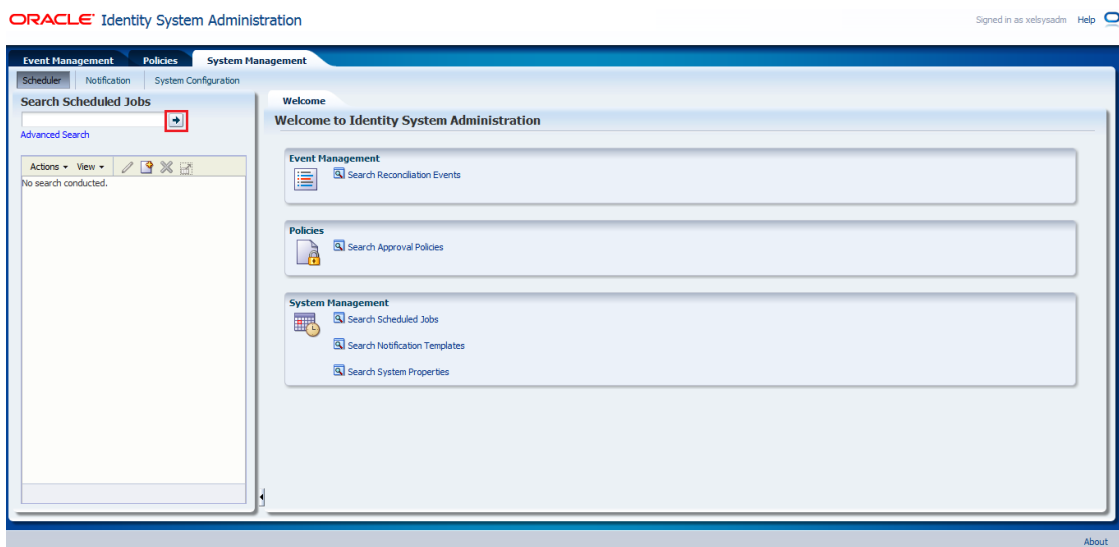 ORACLE Identity System Administration
Signed in as xelsysadm Help
Event Management Policies System Management
Scheduler Notification System Configuration
Search Scheduled Jobs
Advanced Search
Actions View
No search conducted.
Welcome
Welcome to Identity System Administration
Event Management
Search Reconciliation Events
Policies
Search Approval Policies
System Management
Search Scheduled Jobs
Search Notification Templates
Search System Properties
About